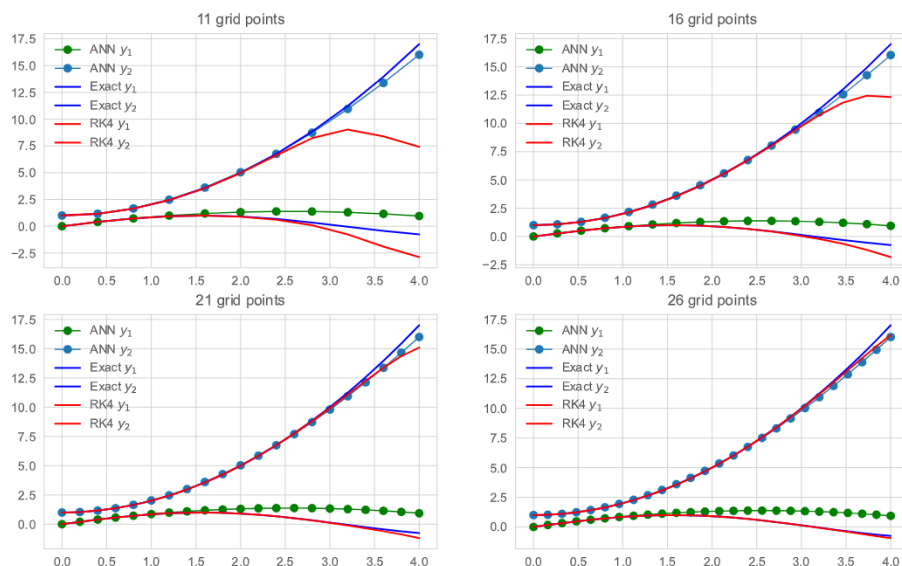 11 grid points
17.5
15.0
12.5
10.0
7.5
5.0
2.5
0.0
−2.5
ANN y₁
ANN y₂
Exact y₁
Exact y₂
RK4 y₁
RK4 y₂
0.0 0.5 1.0 1.5 2.0 2.5 3.0 3.5 4.0
16 grid points
17.5
15.0
12.5
10.0
7.5
5.0
2.5
0.0
−2.5
ANN y₁
ANN y₂
Exact y₁
Exact y₂
RK4 y₁
RK4 y₂
0.0 0.5 1.0 1.5 2.0 2.5 3.0 3.5 4.0
21 grid points
17.5
15.0
12.5
10.0
7.5
5.0
2.5
0.0
ANN y₁
ANN y₂
Exact y₁
Exact y₂
RK4 y₁
RK4 y₂
0.0 0.5 1.0 1.5 2.0 2.5 3.0 3.5 4.0
26 grid points
17.5
15.0
12.5
10.0
7.5
5.0
2.5
0.0
ANN y₁
ANN y₂
Exact y₁
Exact y₂
RK4 y₁
RK4 y₂
0.0 0.5 1.0 1.5 2.0 2.5 3.0 3.5 4.0